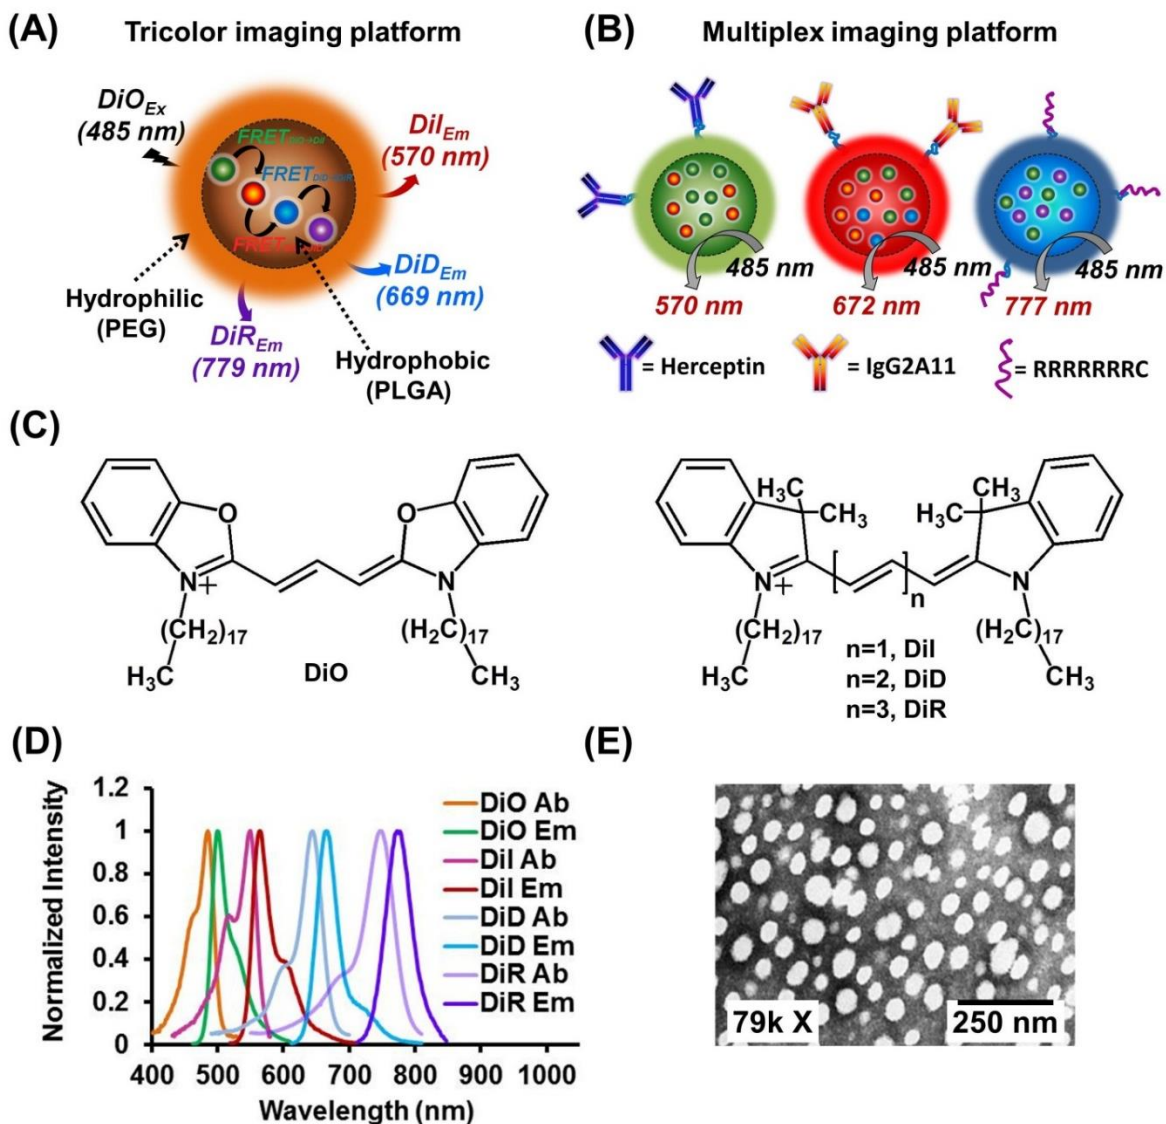 (A) Tricolor imaging platform
DiO_Ex
(485 nm)
FRET_DiO→DiI
DiI_Em
(570 nm)
DiD_Em
(669 nm)
Hydrophilic
(PEG)
DiR_Em
(779 nm)
Hydrophobic
(PLGA)
(B) Multiplex imaging platform
485 nm
570 nm
485 nm
672 nm
485 nm
777 nm
= Herceptin
= IgG2A11
= RRRRRRRC
(C)
O
O
N+
N
(CH2)17
(H2C)17
H3C
CH3
DiO
H3C
CH3
H3C
CH3
N+
n
N
(CH2)17
(H2C)17
H3C
CH3
n=1, DiI
n=2, DiD
n=3, DiR
(D)
Normalized Intensity
1.2
1
0.8
0.6
0.4
0.2
0
400 500 600 700 800 900 1000
Wavelength (nm)
DiO Ab
DiO Em
DiI Ab
DiI Em
DiD Ab
DiD Em
DiR Ab
DiR Em
(E)
79k X
250 nm